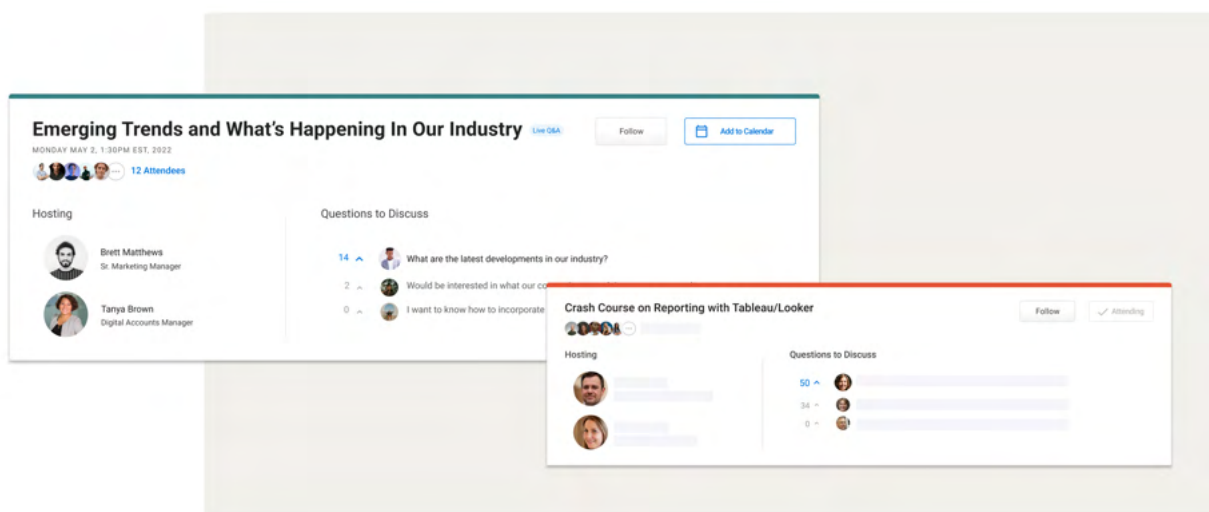 Emerging Trends and What's Happening In Our Industry Live Q&A
Follow
Add to Calendar
MONDAY MAY 2, 1:30PM EST, 2022
12 Attendees
Hosting
Brett Matthews
Sr. Marketing Manager
Tanya Brown
Digital Accounts Manager
Questions to Discuss
14 What are the latest developments in our industry?
2 Would be interested in what our
0 I want to know how to incorporate
Crash Course on Reporting with Tableau/Looker
Follow
Attending
Hosting
Questions to Discuss
50
34
0